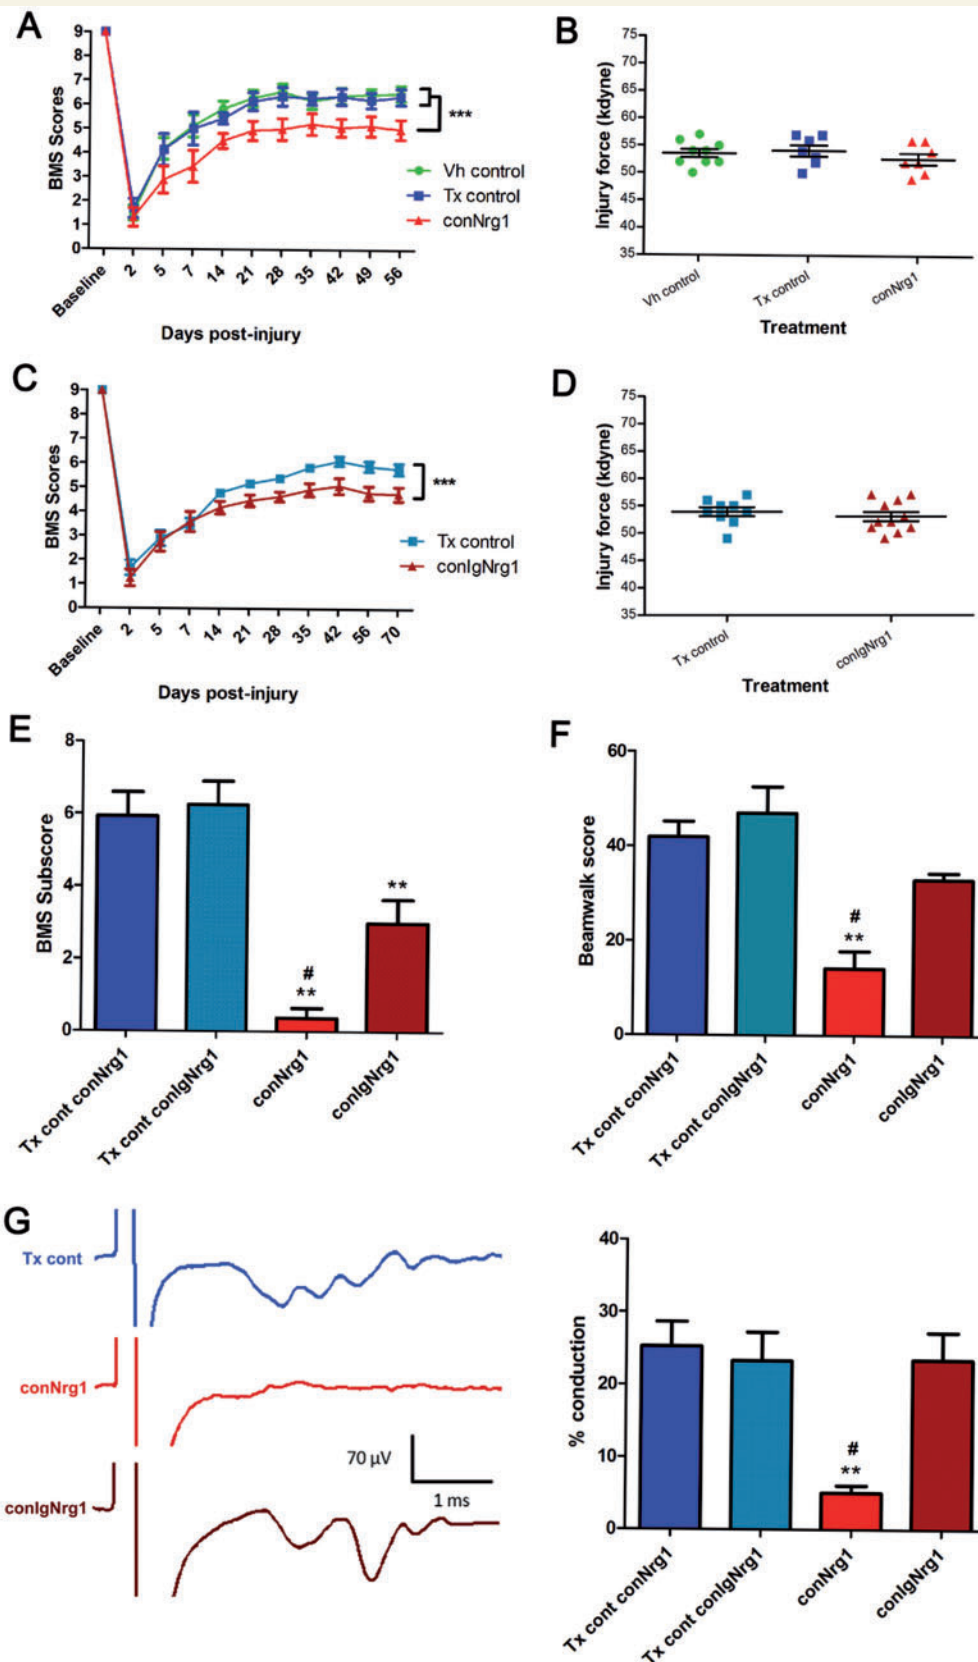 A
BMS Scores
9
8
7
6
5
4
3
2
1
0
***
Vh control
Tx control
conNrg1
Baseline
2
5
7
14
21
28
35
42
49
56
Days post-injury
B
Injury force (kdyne)
75
70
65
60
55
50
45
40
35
Vh control
Tx control
conNrg1
Treatment
C
BMS Scores
9
8
7
6
5
4
3
2
1
0
***
Tx control
conIgNrg1
Baseline
2
5
7
14
21
28
35
42
56
70
Days post-injury
D
Injury force (kdyne)
75
70
65
60
55
50
45
40
35
Tx control
conIgNrg1
Treatment
E
BMS Subscore
8
6
4
2
0
#
**
**
Tx cont conNrg1
Tx cont conIgNrg1
conNrg1
conIgNrg1
F
Beamwalk score
60
40
20
0
#
**
Tx cont conNrg1
Tx cont conIgNrg1
conNrg1
conIgNrg1
G
Tx cont
conNrg1
conIgNrg1
70 µV
1 ms
% conduction
40
30
20
10
0
#
**
Tx cont conNrg1
Tx cont conIgNrg1
conNrg1
conIgNrg1